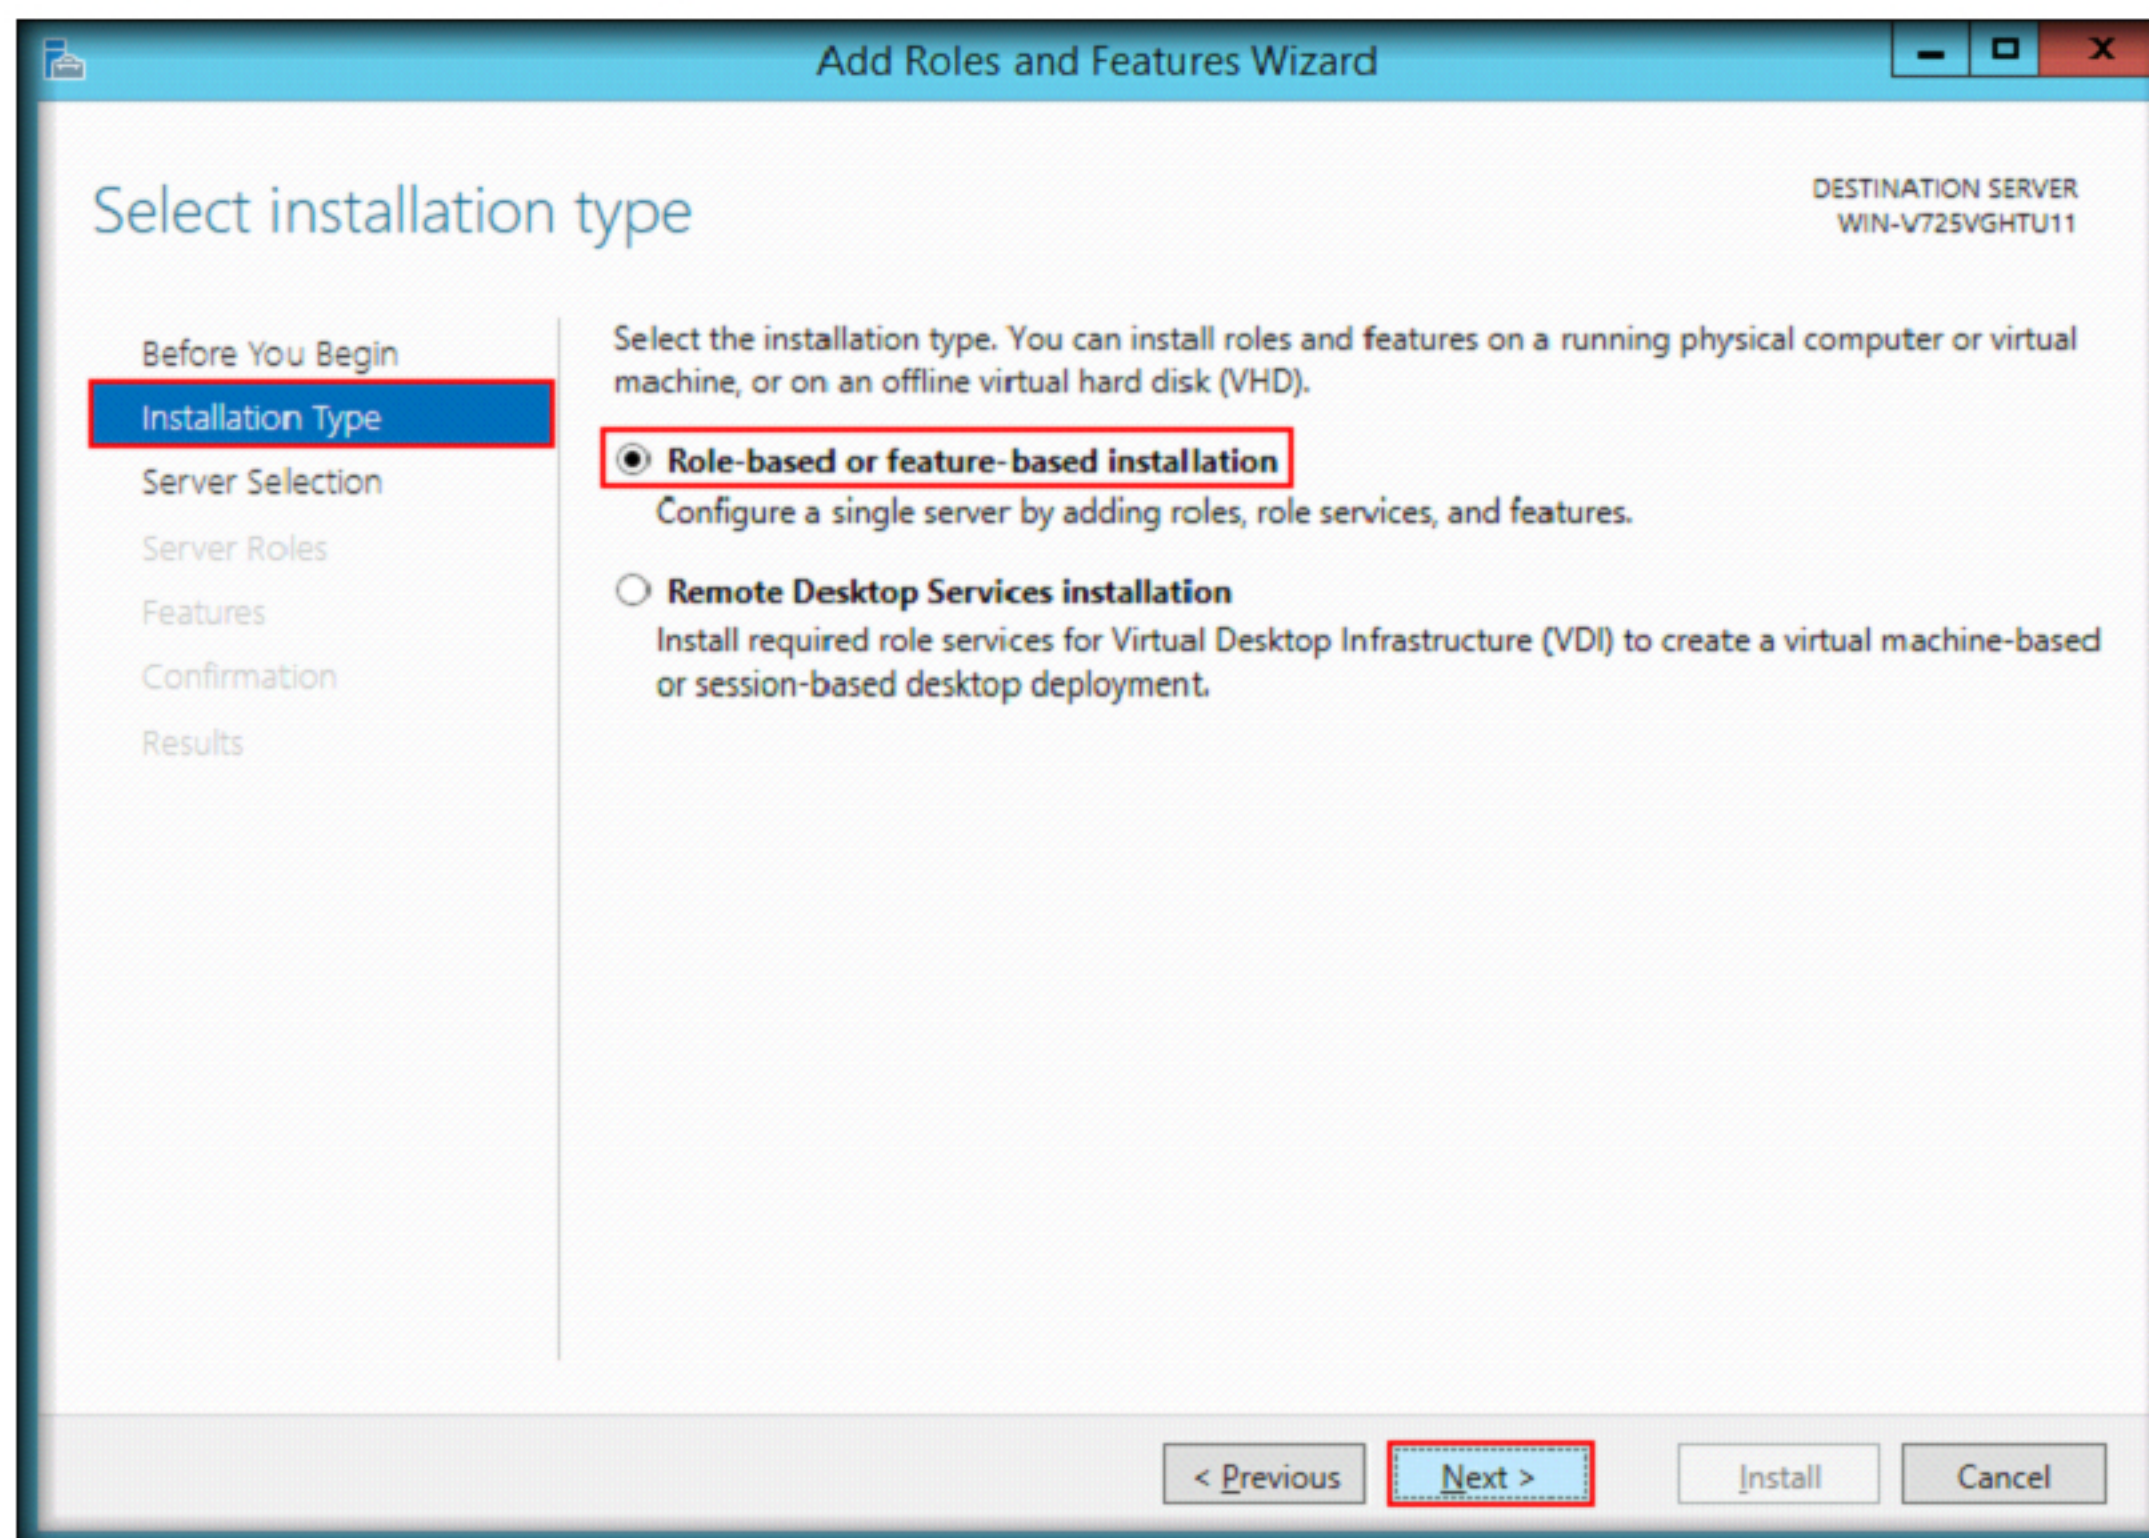 Add Roles and Features Wizard
Select installation type
DESTINATION SERVER
WIN-V725VGHTU11
Before You Begin
Installation Type
Server Selection
Server Roles
Features
Confirmation
Results
Select the installation type. You can install roles and features on a running physical computer or virtual
machine, or on an offline virtual hard disk (VHD).
Role-based or feature-based installation
Configure a single server by adding roles, role services, and features.
Remote Desktop Services installation
Install required role services for Virtual Desktop Infrastructure (VDI) to create a virtual machine-based
or session-based desktop deployment.
< Previous
Next >
Install
Cancel